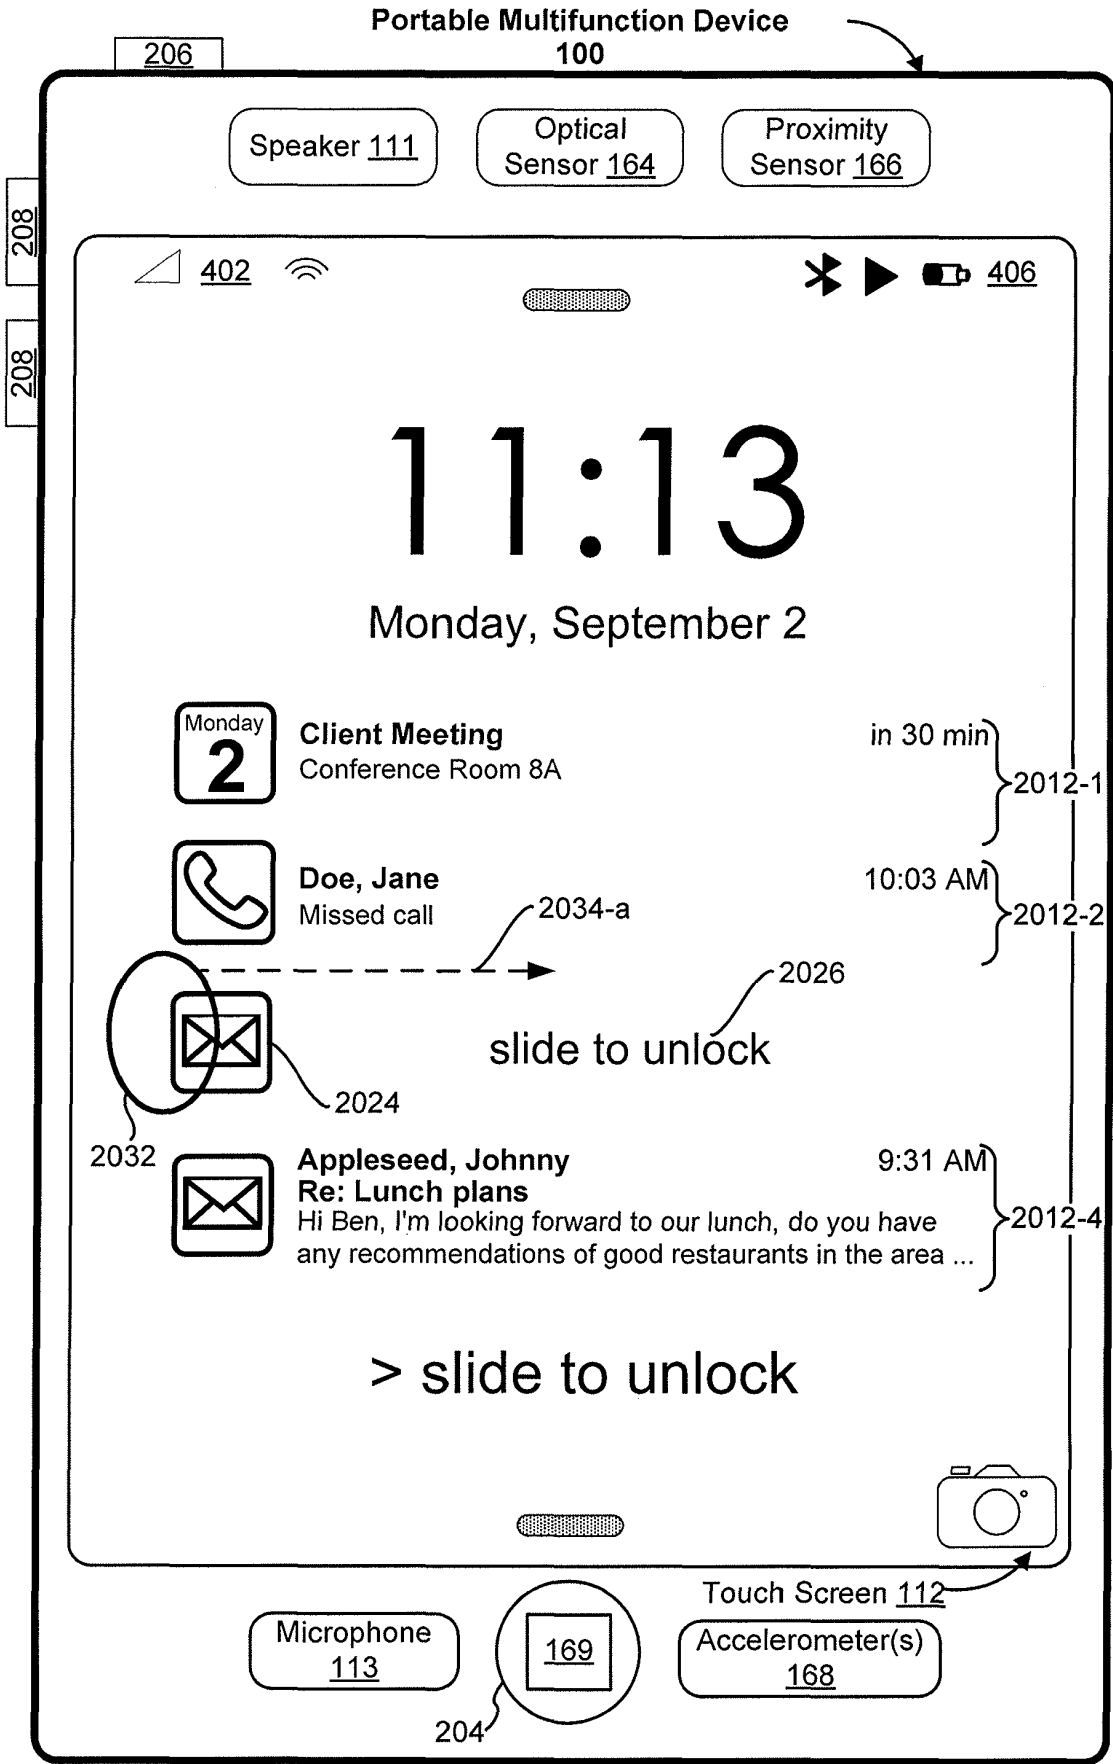 Portable Multifunction Device
100
206
Speaker 111
Optical
Sensor 164
Proximity
Sensor 166
208
208
402
406
11:13
Monday, September 2
Monday
2
Client Meeting
in 30 min
Conference Room 8A
2012-1
Doe, Jane
10:03 AM
Missed call
2034-a
2012-2
2026
slide to unlock
2024
2032
Appleseed, Johnny
9:31 AM
Re: Lunch plans
Hi Ben, I'm looking forward to our lunch, do you have
any recommendations of good restaurants in the area ...
2012-4
> slide to unlock
Touch Screen 112
Microphone
113
169
Accelerometer(s)
168
204